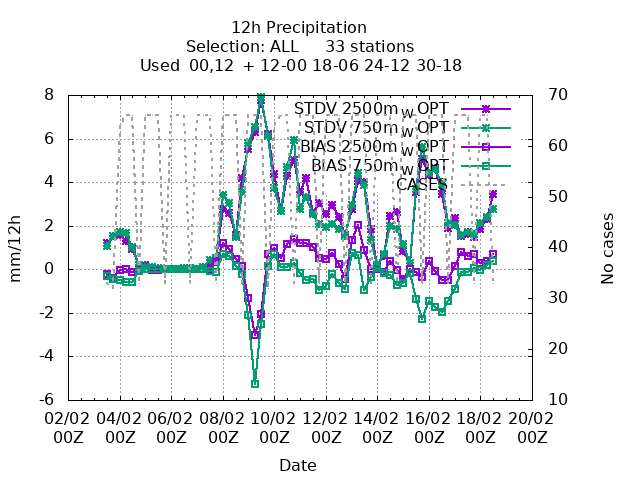 12h Precipitation
Selection: ALL 33 stations
Used 00,12 + 12-00 18-06 24-12 30-18
STDV 2500m_w OPT
STDV 750m_w OPT
BIAS 2500m_w OPT
BIAS 750m_w OPT
CASES
8
6
4
2
0
-2
-4
-6
mm/12h
70
60
50
40
30
20
10
No cases
02/02 04/02 06/02 08/02 10/02 12/02 14/02 16/02 18/02 20/02
00Z 00Z 00Z 00Z 00Z 00Z 00Z 00Z 00Z 00Z
Date